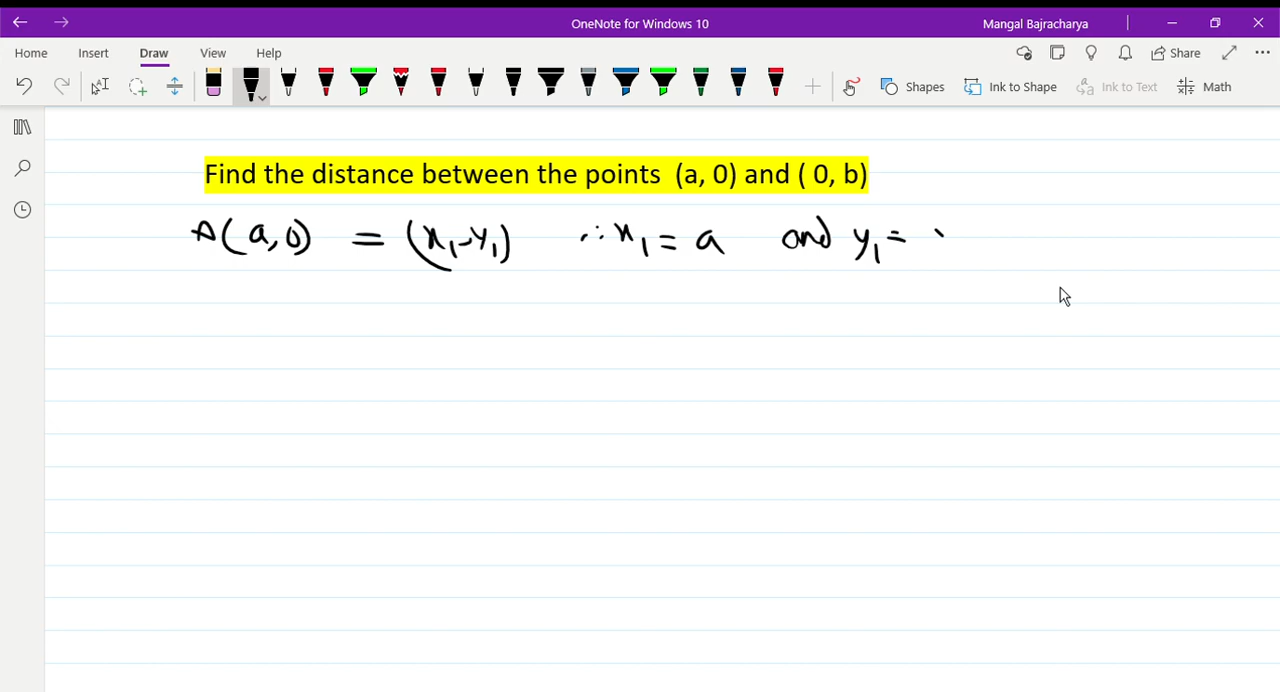 OneNote for Windows 10
Mangal Bajracharya
Home Insert Draw View Help
Share
Shapes Ink to Shape Ink to Text Math
Find the distance between the points (a, 0) and ( 0, b)
A(a,0) = (x₁,y₁) ∴ x₁ = a and y₁ =